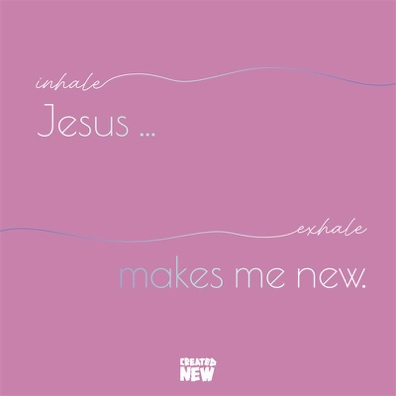 inhale
Jesus ...
exhale
makes me new.
CREATED
NEW